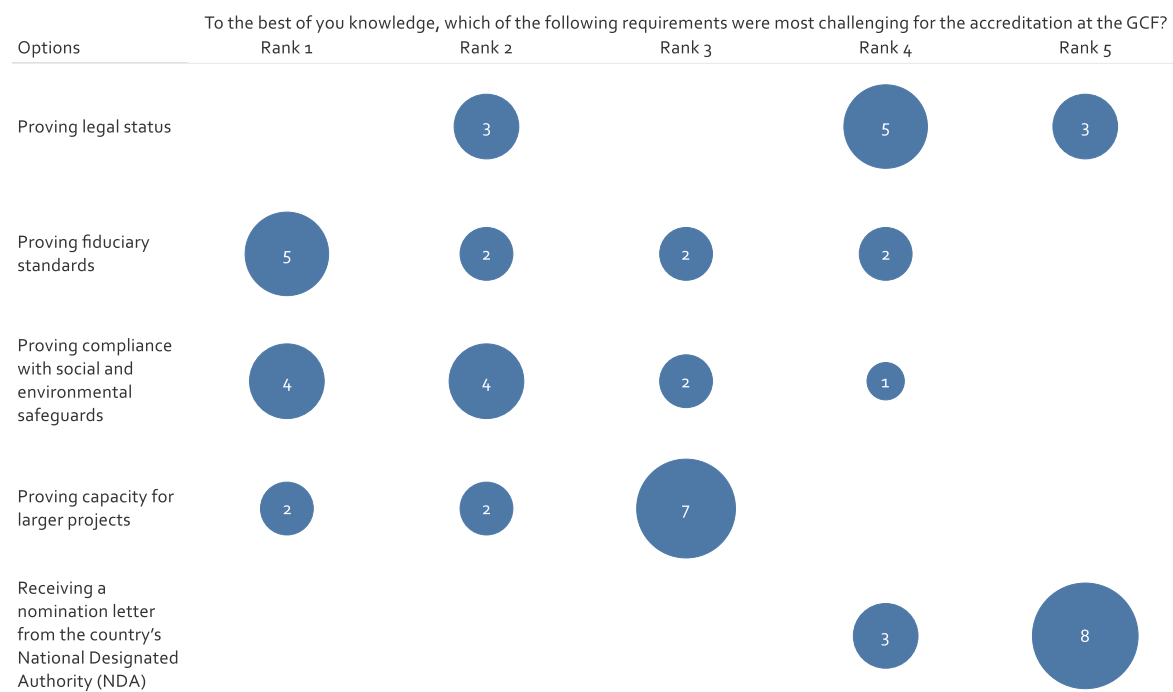 To the best of you knowledge, which of the following requirements were most challenging for the accreditation at the GCF?
Options Rank 1 Rank 2 Rank 3 Rank 4 Rank 5
Proving legal status 3 5 3
Proving fiduciary
standards
5 2 2 2
Proving compliance
with social and
environmental
safeguards
4 4 2 1
Proving capacity for
larger projects
2 2 7
Receiving a
nomination letter
from the country's
National Designated
Authority (NDA)
3 8